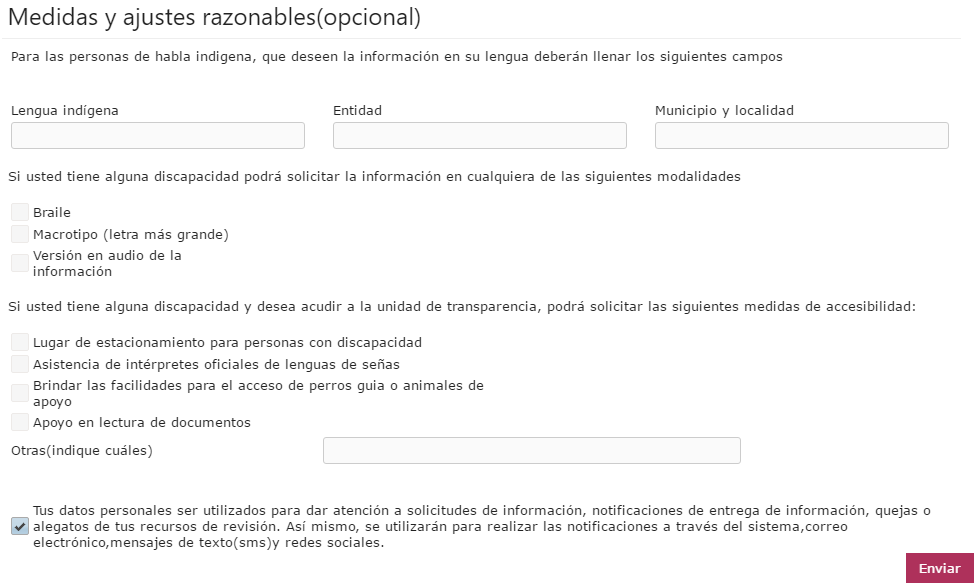 Medidas y ajustes razonables(opcional)
Para las personas de habla indigena, que deseen la información en su lengua deberán llenar los siguientes campos
Lengua indígena Entidad Municipio y localidad
Si usted tiene alguna discapacidad podrá solicitar la información en cualquiera de las siguientes modalidades
Braile
Macrotipo (letra más grande)
Versión en audio de la
información
Si usted tiene alguna discapacidad y desea acudir a la unidad de transparencia, podrá solicitar las siguientes medidas de accesibilidad:
Lugar de estacionamiento para personas con discapacidad
Asistencia de intérpretes oficiales de lenguas de señas
Brindar las facilidades para el acceso de perros guia o animales de
apoyo
Apoyo en lectura de documentos
Otras(indique cuáles)
Tus datos personales ser utilizados para dar atención a solicitudes de información, notificaciones de entrega de información, quejas o
alegatos de tus recursos de revisión. Así mismo, se utilizarán para realizar las notificaciones a través del sistema,correo
electrónico,mensajes de texto(sms)y redes sociales.
Enviar